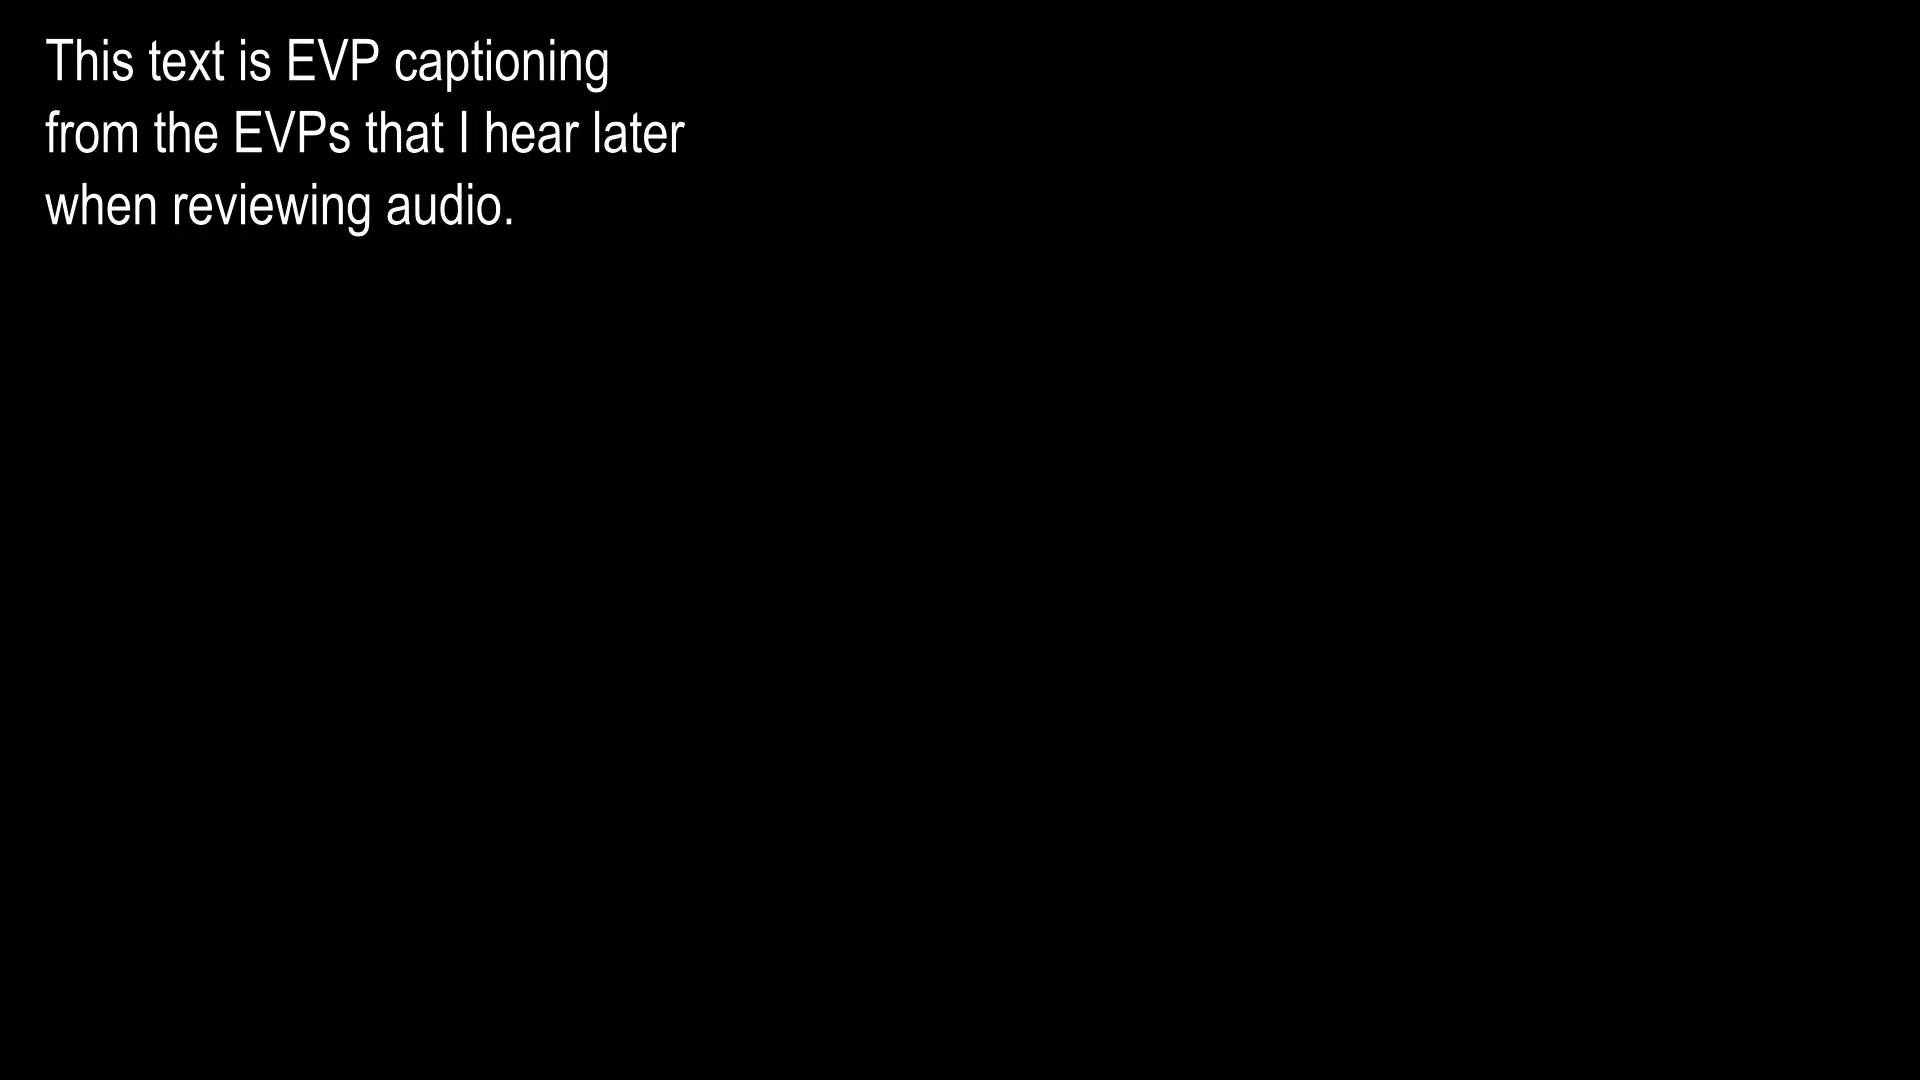 This text is EVP captioning
from the EVPs that I hear later
when reviewing audio.